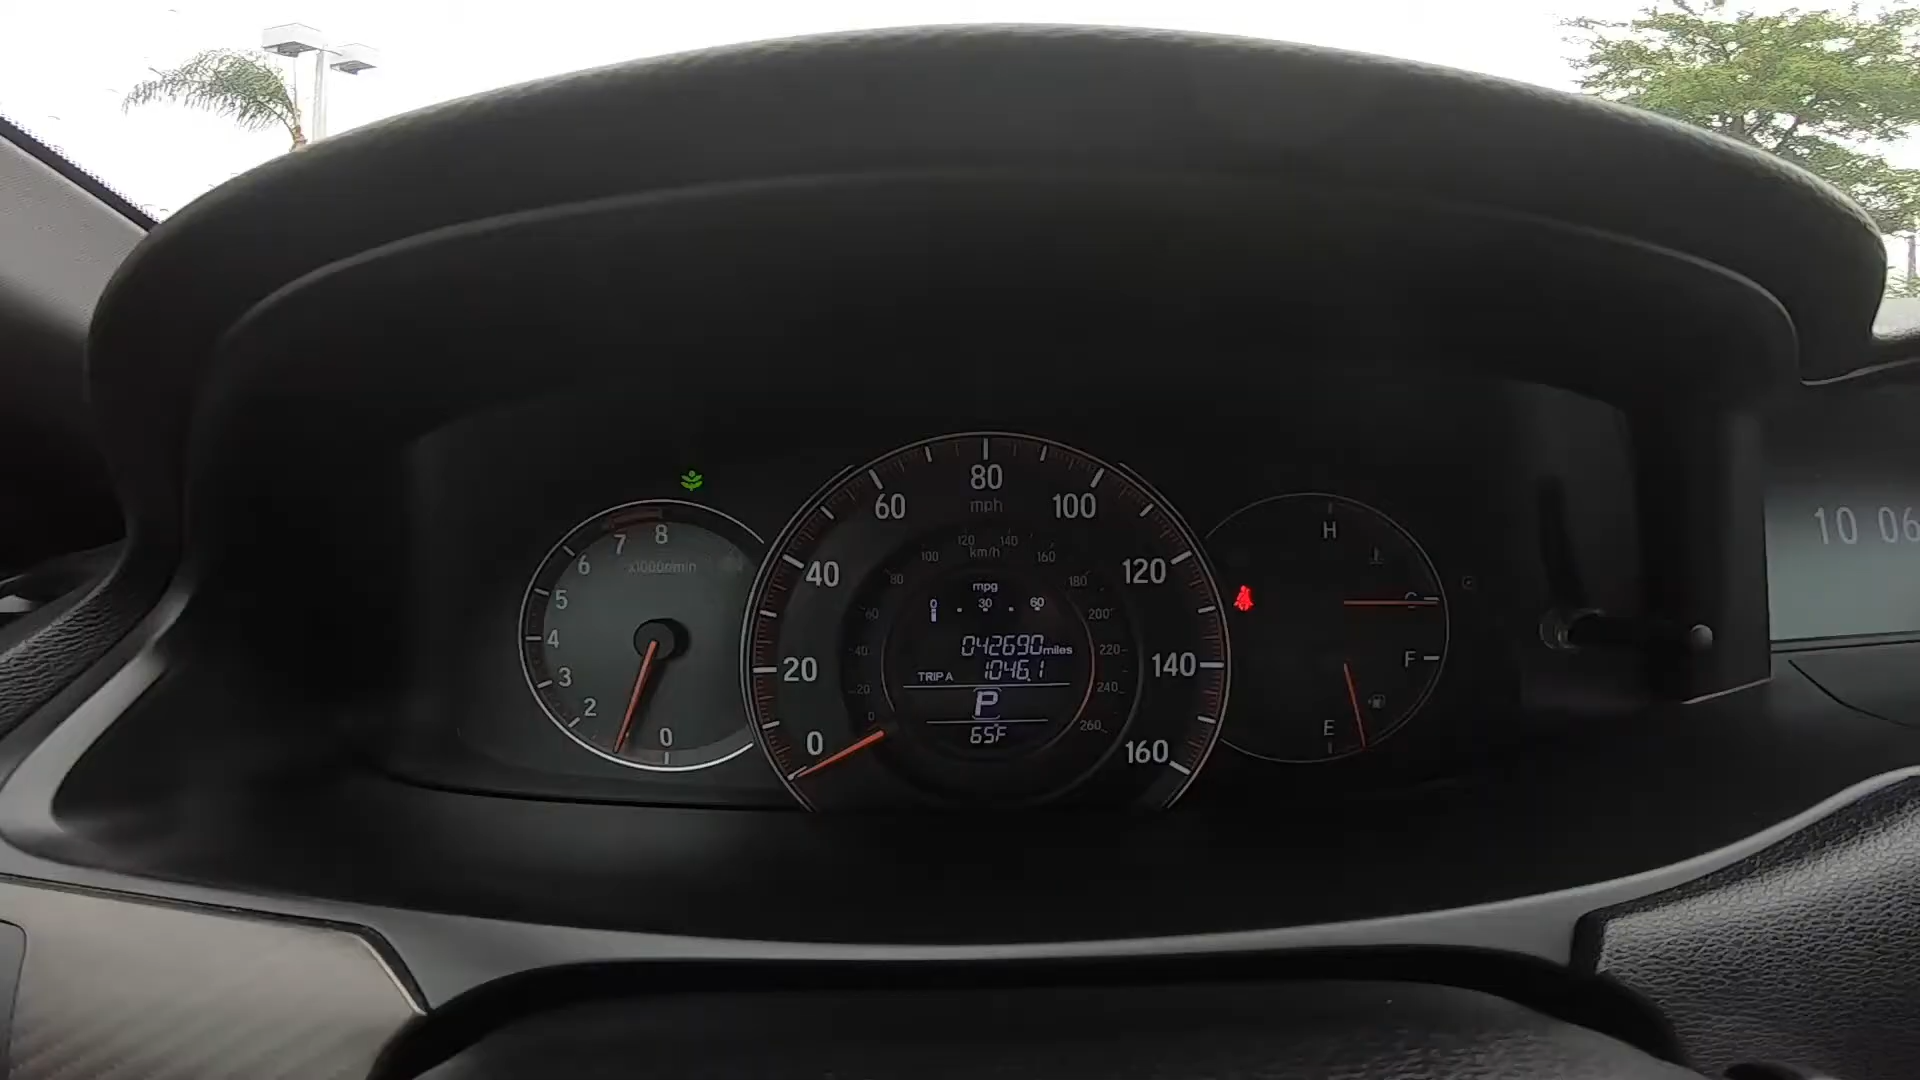 10 06
8
7
6
5
4
3
2
0
x1000r/min
80
mph
60
100
40
120
20
140
0
160
km/h
0
20
40
60
80
100
120
140
160
180
200
220
240
260
mpg
0 . 30 . 60
042690 miles
TRIP A 1046.1
P
65F
H
C
F
E